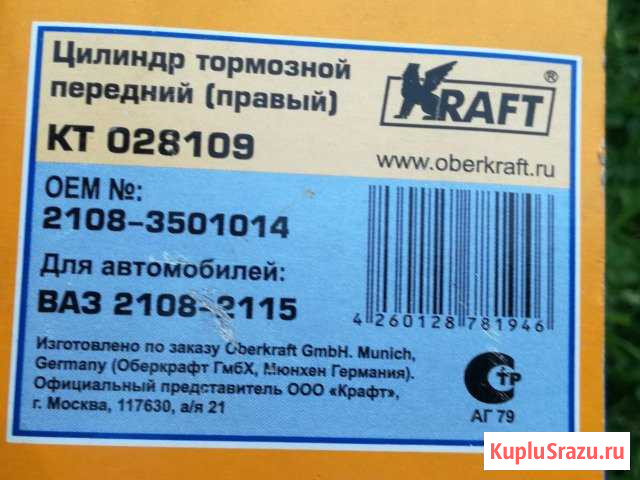 Цилиндр тормозной
передний (правый)
KRAFT®
КТ 028109
www.oberkraft.ru
OEM №:
2108-3501014
Для автомобилей:
ВАЗ 2108-2115
4 260128 781946
Изготовлено по заказу Oberkraft GmbH. Munich,
Germany (Оберкрафт ГмбХ, Мюнхен Германия).
Официальный представитель ООО «Крафт»,
г. Москва, 117630, а/я 21
СТР
АГ 79
KupluSrazu.ru